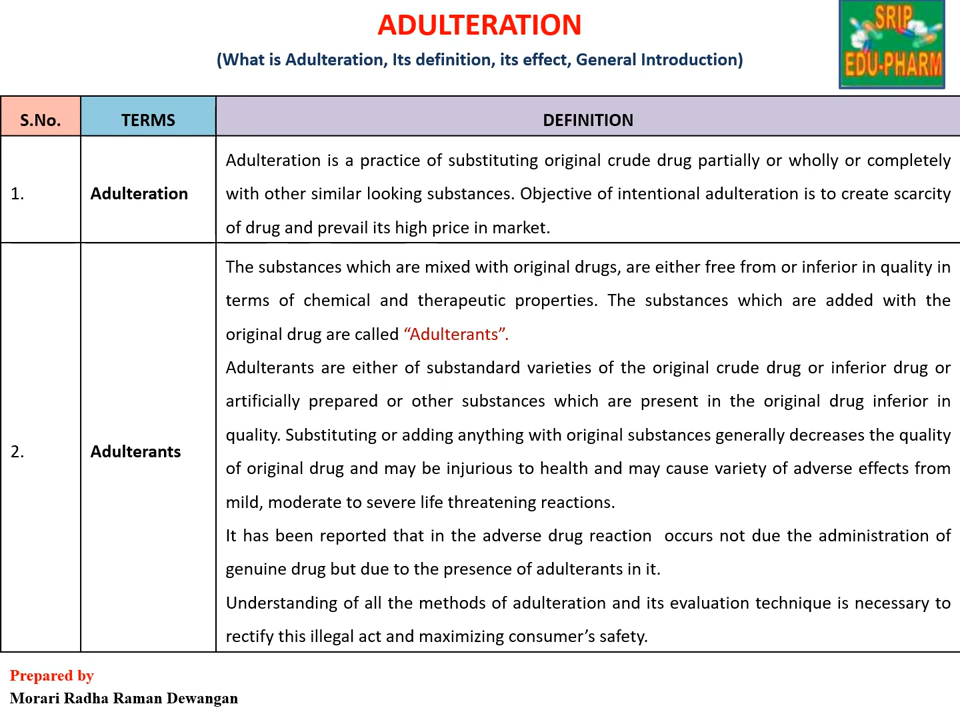 ADULTERATION
(What is Adulteration, Its definition, its effect, General Introduction)
SRIP
EDU-PHARM
S.No.
TERMS
DEFINITION
1.
Adulteration
Adulteration is a practice of substituting original crude drug partially or wholly or completely
with other similar looking substances. Objective of intentional adulteration is to create scarcity
of drug and prevail its high price in market.
2.
Adulterants
The substances which are mixed with original drugs, are either free from or inferior in quality in
terms of chemical and therapeutic properties. The substances which are added with the
original drug are called “Adulterants”.
Adulterants are either of substandard varieties of the original crude drug or inferior drug or
artificially prepared or other substances which are present in the original drug inferior in
quality. Substituting or adding anything with original substances generally decreases the quality
of original drug and may be injurious to health and may cause variety of adverse effects from
mild, moderate to severe life threatening reactions.
It has been reported that in the adverse drug reaction occurs not due the administration of
genuine drug but due to the presence of adulterants in it.
Understanding of all the methods of adulteration and its evaluation technique is necessary to
rectify this illegal act and maximizing consumer’s safety.
Prepared by
Morari Radha Raman Dewangan